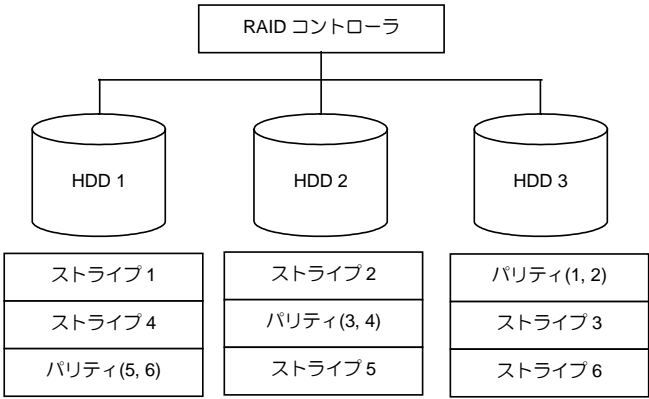 RAID コントローラ
HDD 1
HDD 2
HDD 3
ストライプ 1
ストライプ 2
パリティ(1, 2)
ストライプ 4
パリティ(3, 4)
ストライプ 3
パリティ(5, 6)
ストライプ 5
ストライプ 6